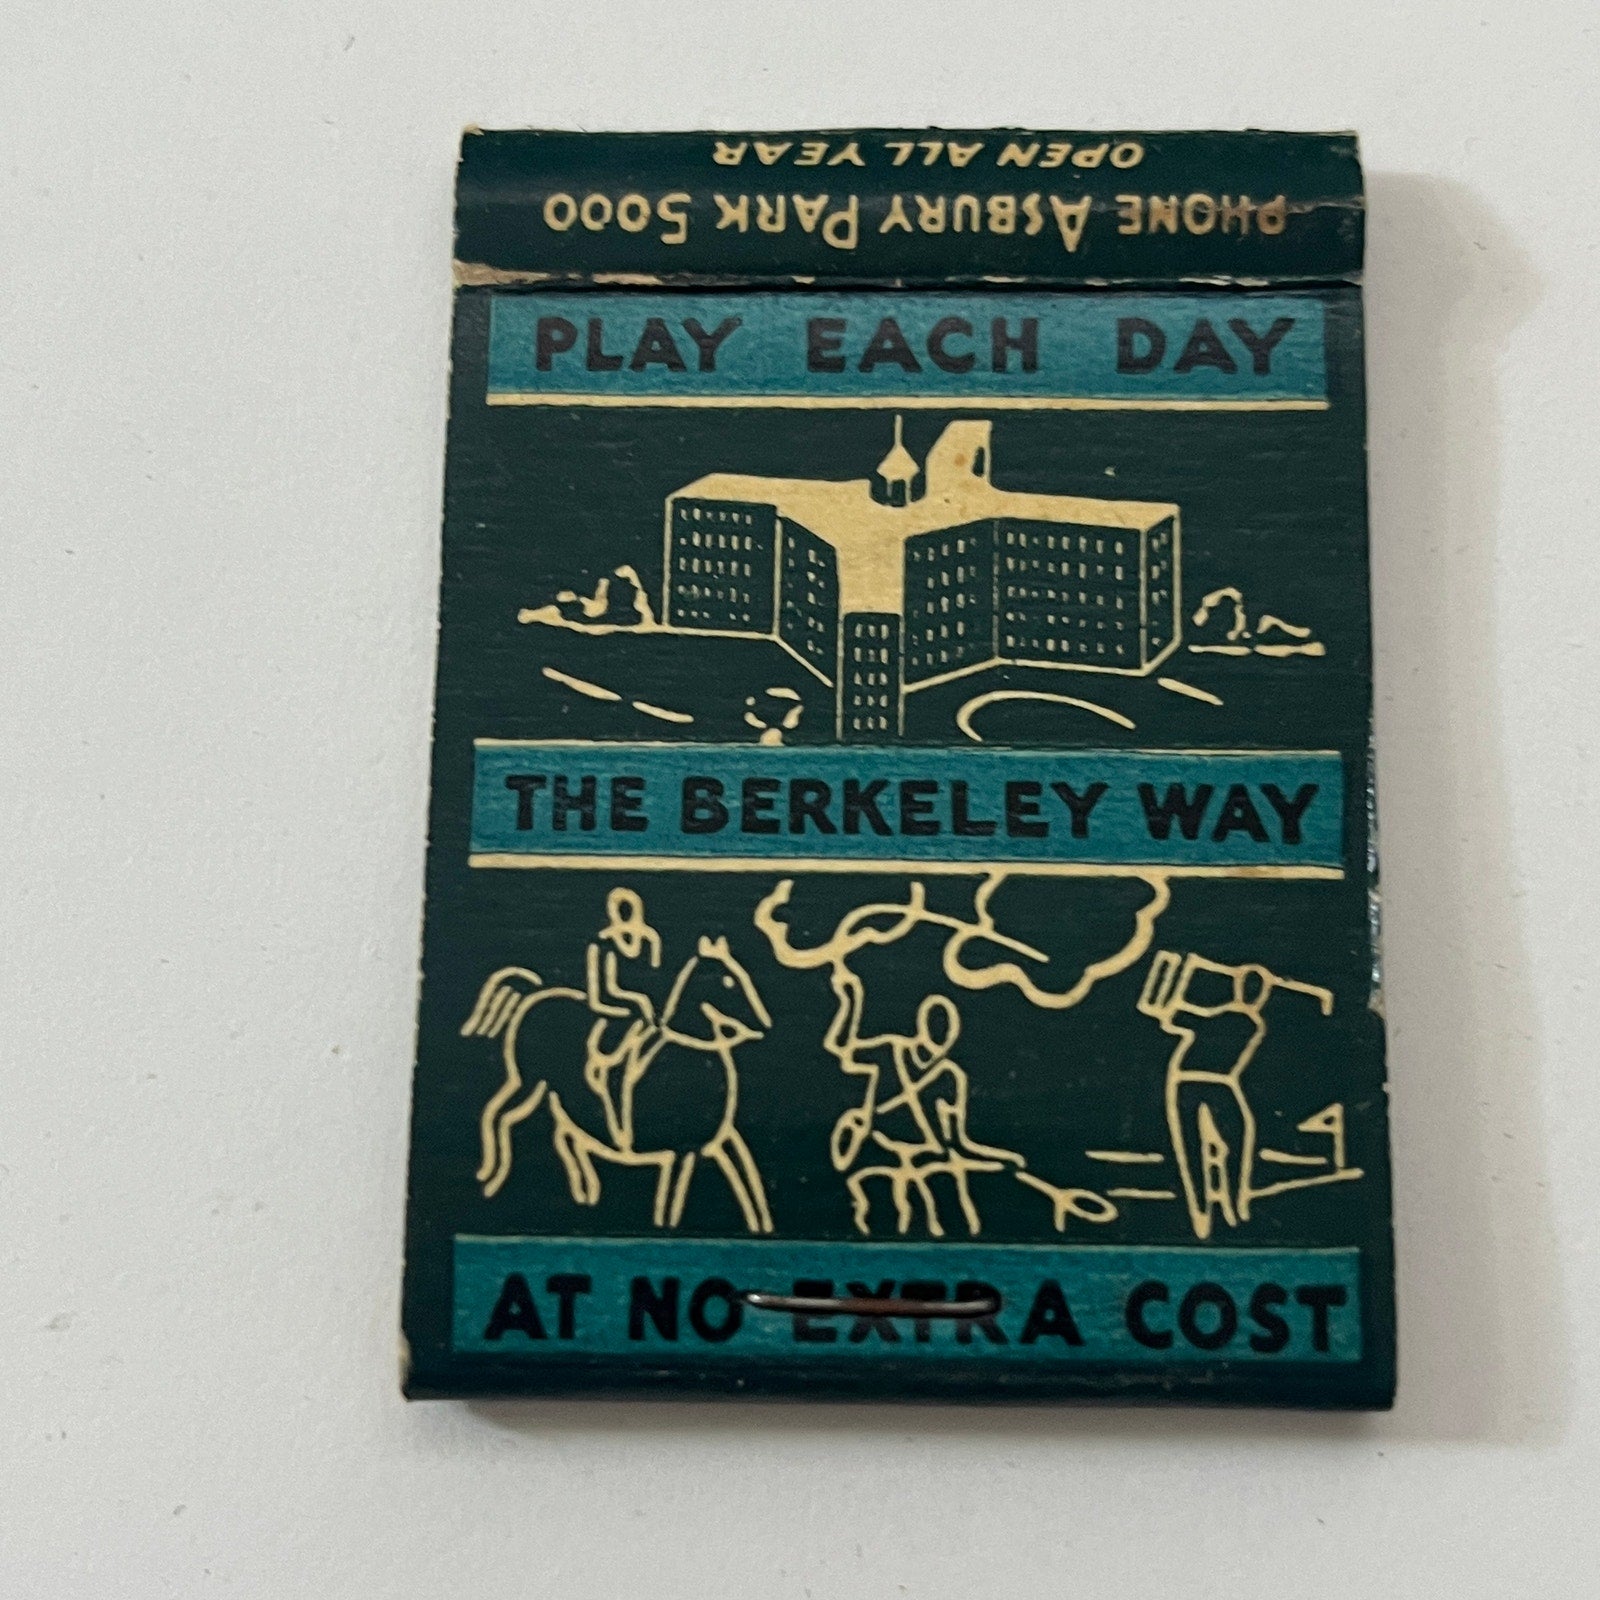 OPEN ALL YEAR
PHONE ASBURY PARK 5000
PLAY EACH DAY
THE BERKELEY WAY
AT NO EXTRA COST